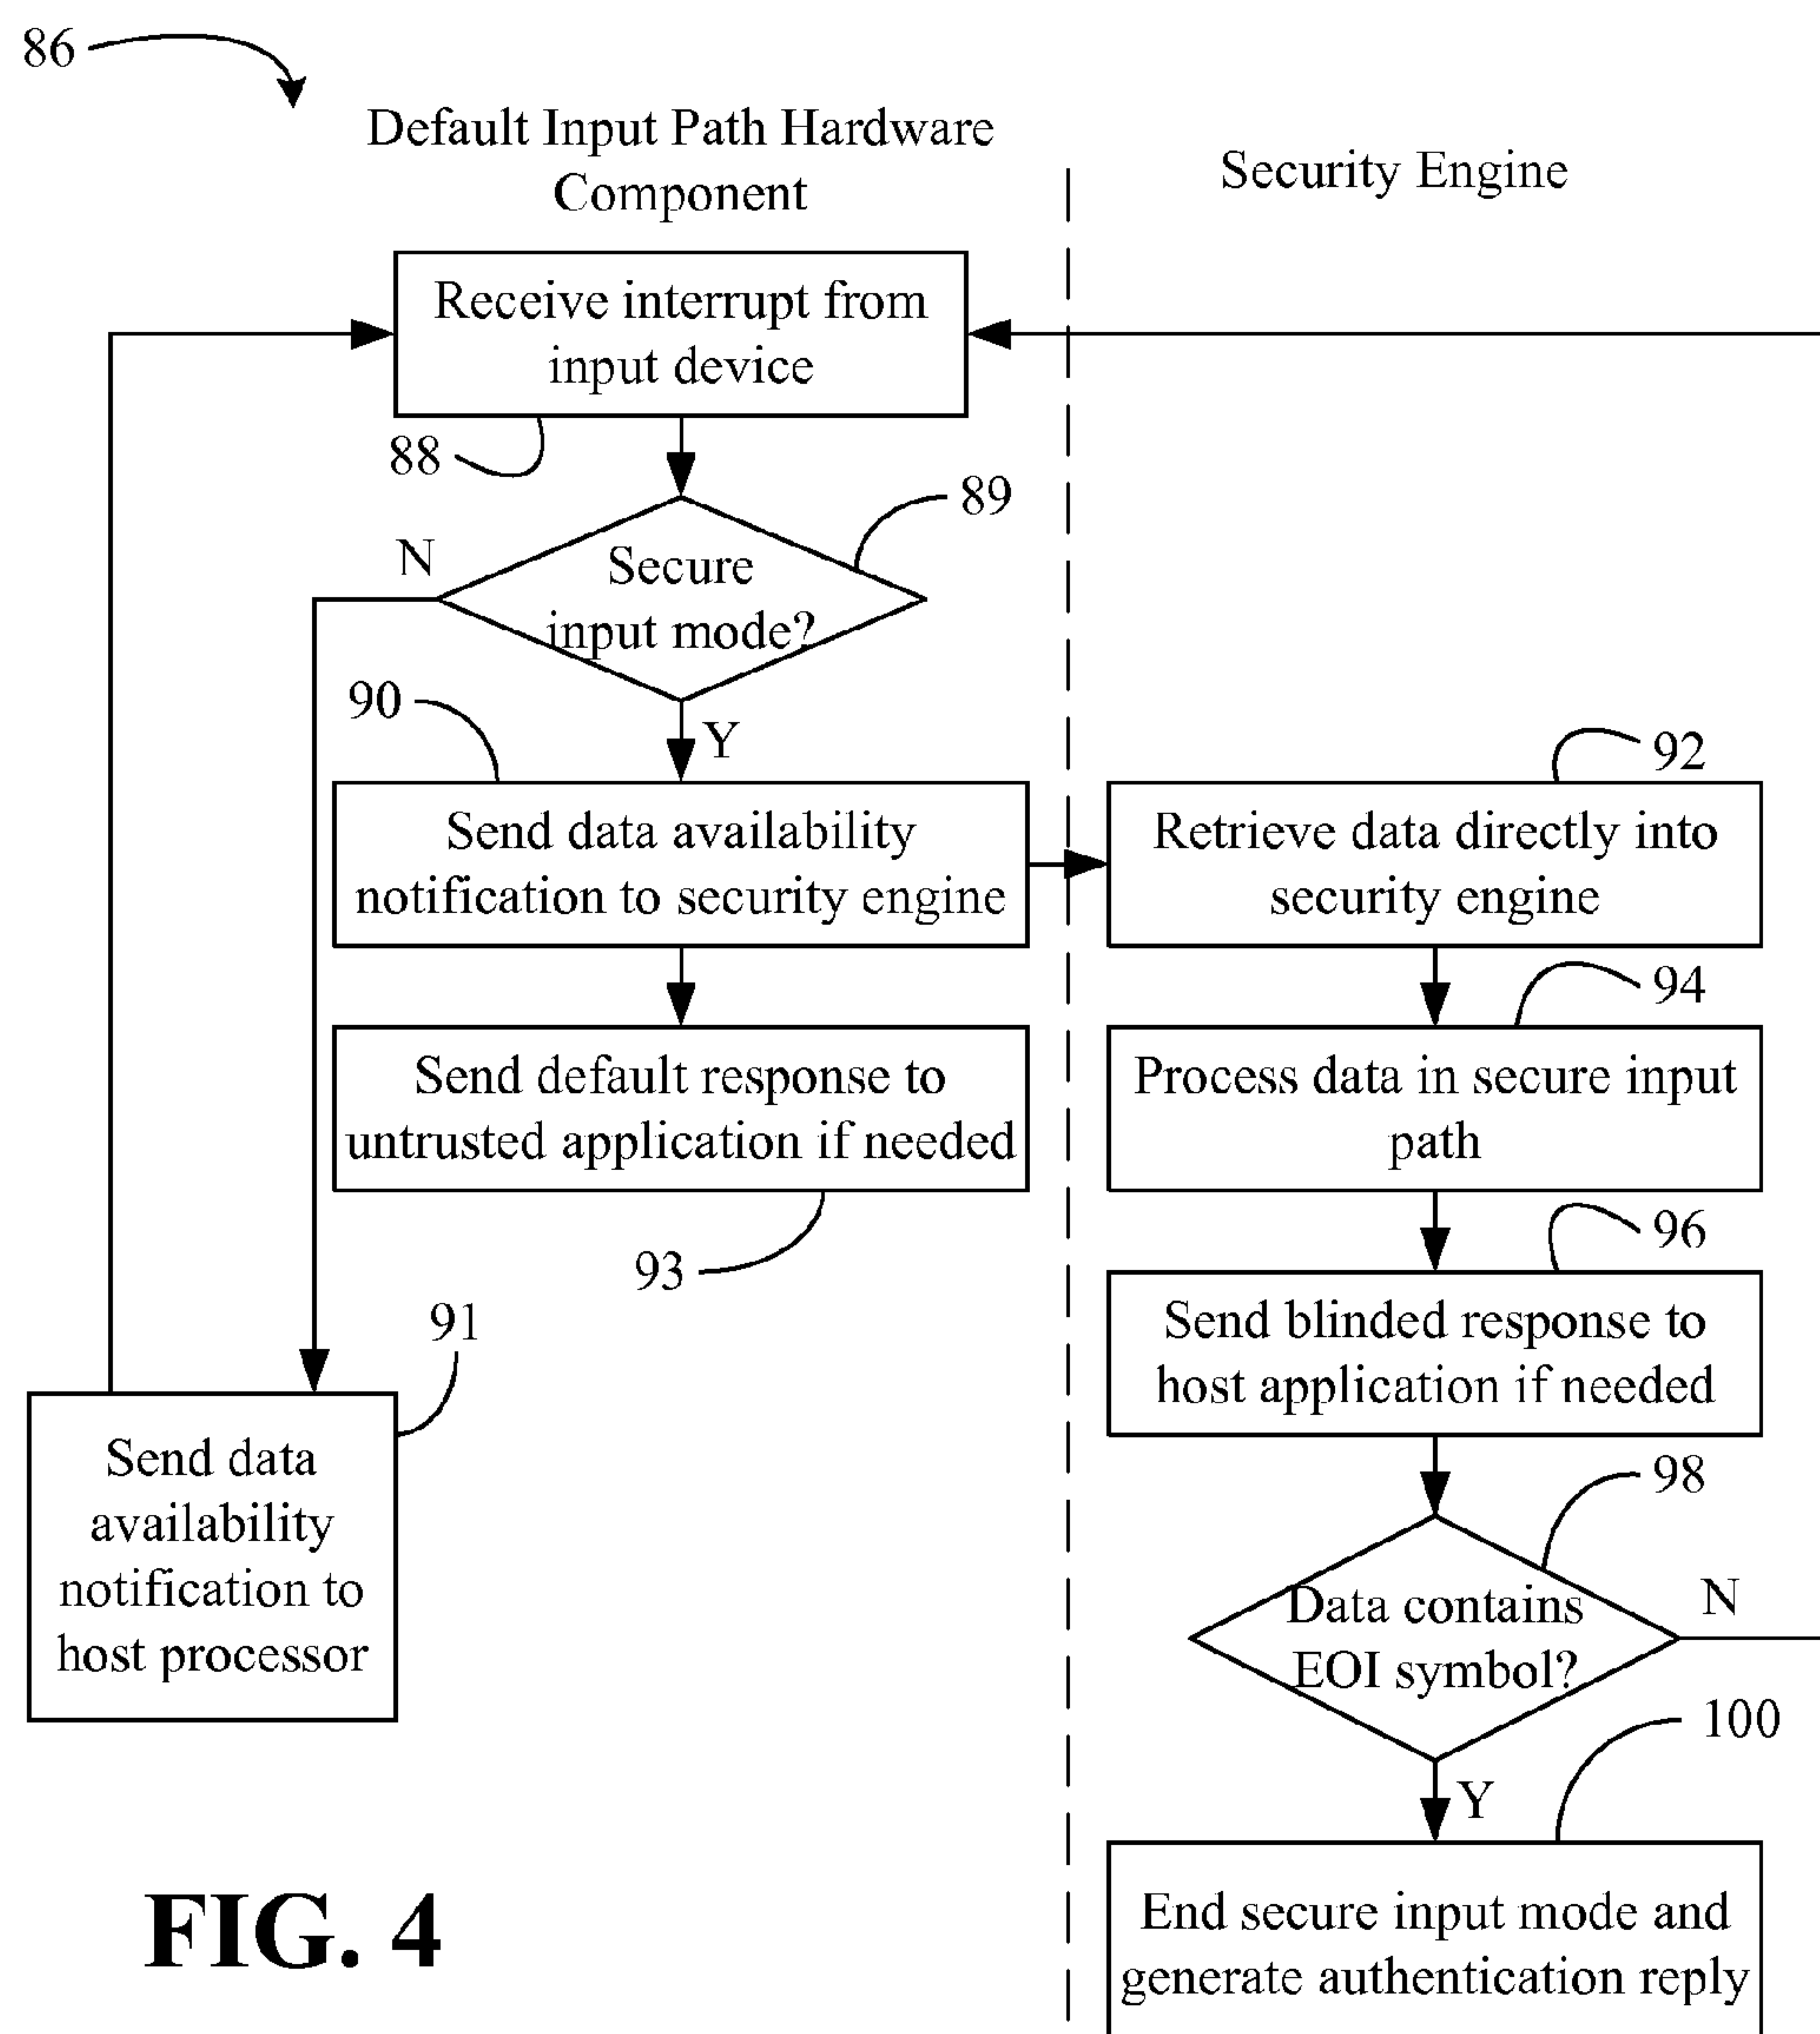 86
Default Input Path Hardware
Component
Security Engine
Receive interrupt from
input device
88
89
N
Secure
input mode?
90
Y
92
Send data availability
notification to security engine
Retrieve data directly into
security engine
94
Send default response to
untrusted application if needed
Process data in secure input
path
93
96
91
Send blinded response to
host application if needed
Send data
availability
notification to
host processor
98
Data contains
EOI symbol?
N
100
Y
End secure input mode and
generate authentication reply
FIG. 4